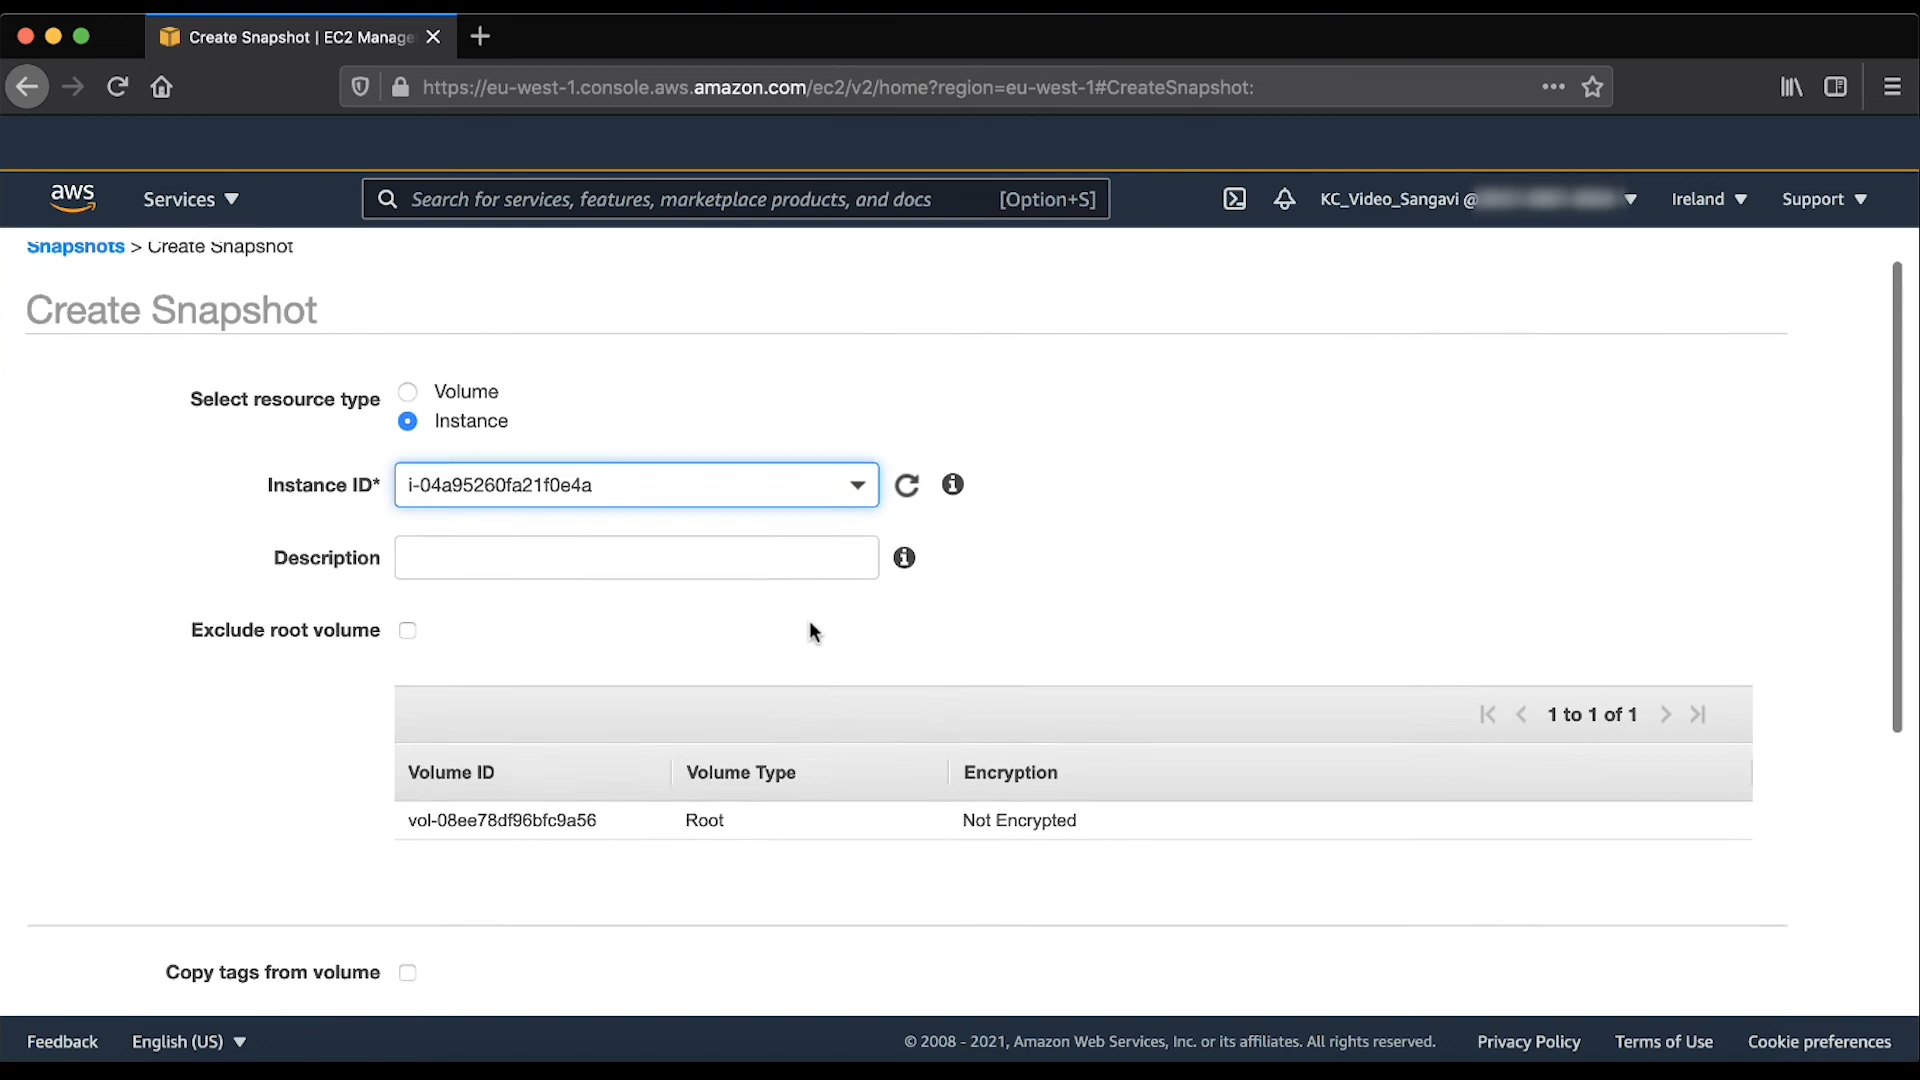 Create Snapshot | EC2 Manage
https://eu-west-1.console.aws.amazon.com/ec2/v2/home?region=eu-west-1#CreateSnapshot:
aws Services Search for services, features, marketplace products, and docs [Option+S] KC_Video_Sangavi @ Ireland Support
Snapshots > Create Snapshot
Create Snapshot
Select resource type Volume
Instance
Instance ID* i-04a95260fa21f0e4a
Description
Exclude root volume
1 to 1 of 1
Volume ID Volume Type Encryption
vol-08ee78df96bfc9a56 Root Not Encrypted
Copy tags from volume
Feedback English (US) © 2008 - 2021, Amazon Web Services, Inc. or its affiliates. All rights reserved. Privacy Policy Terms of Use Cookie preferences